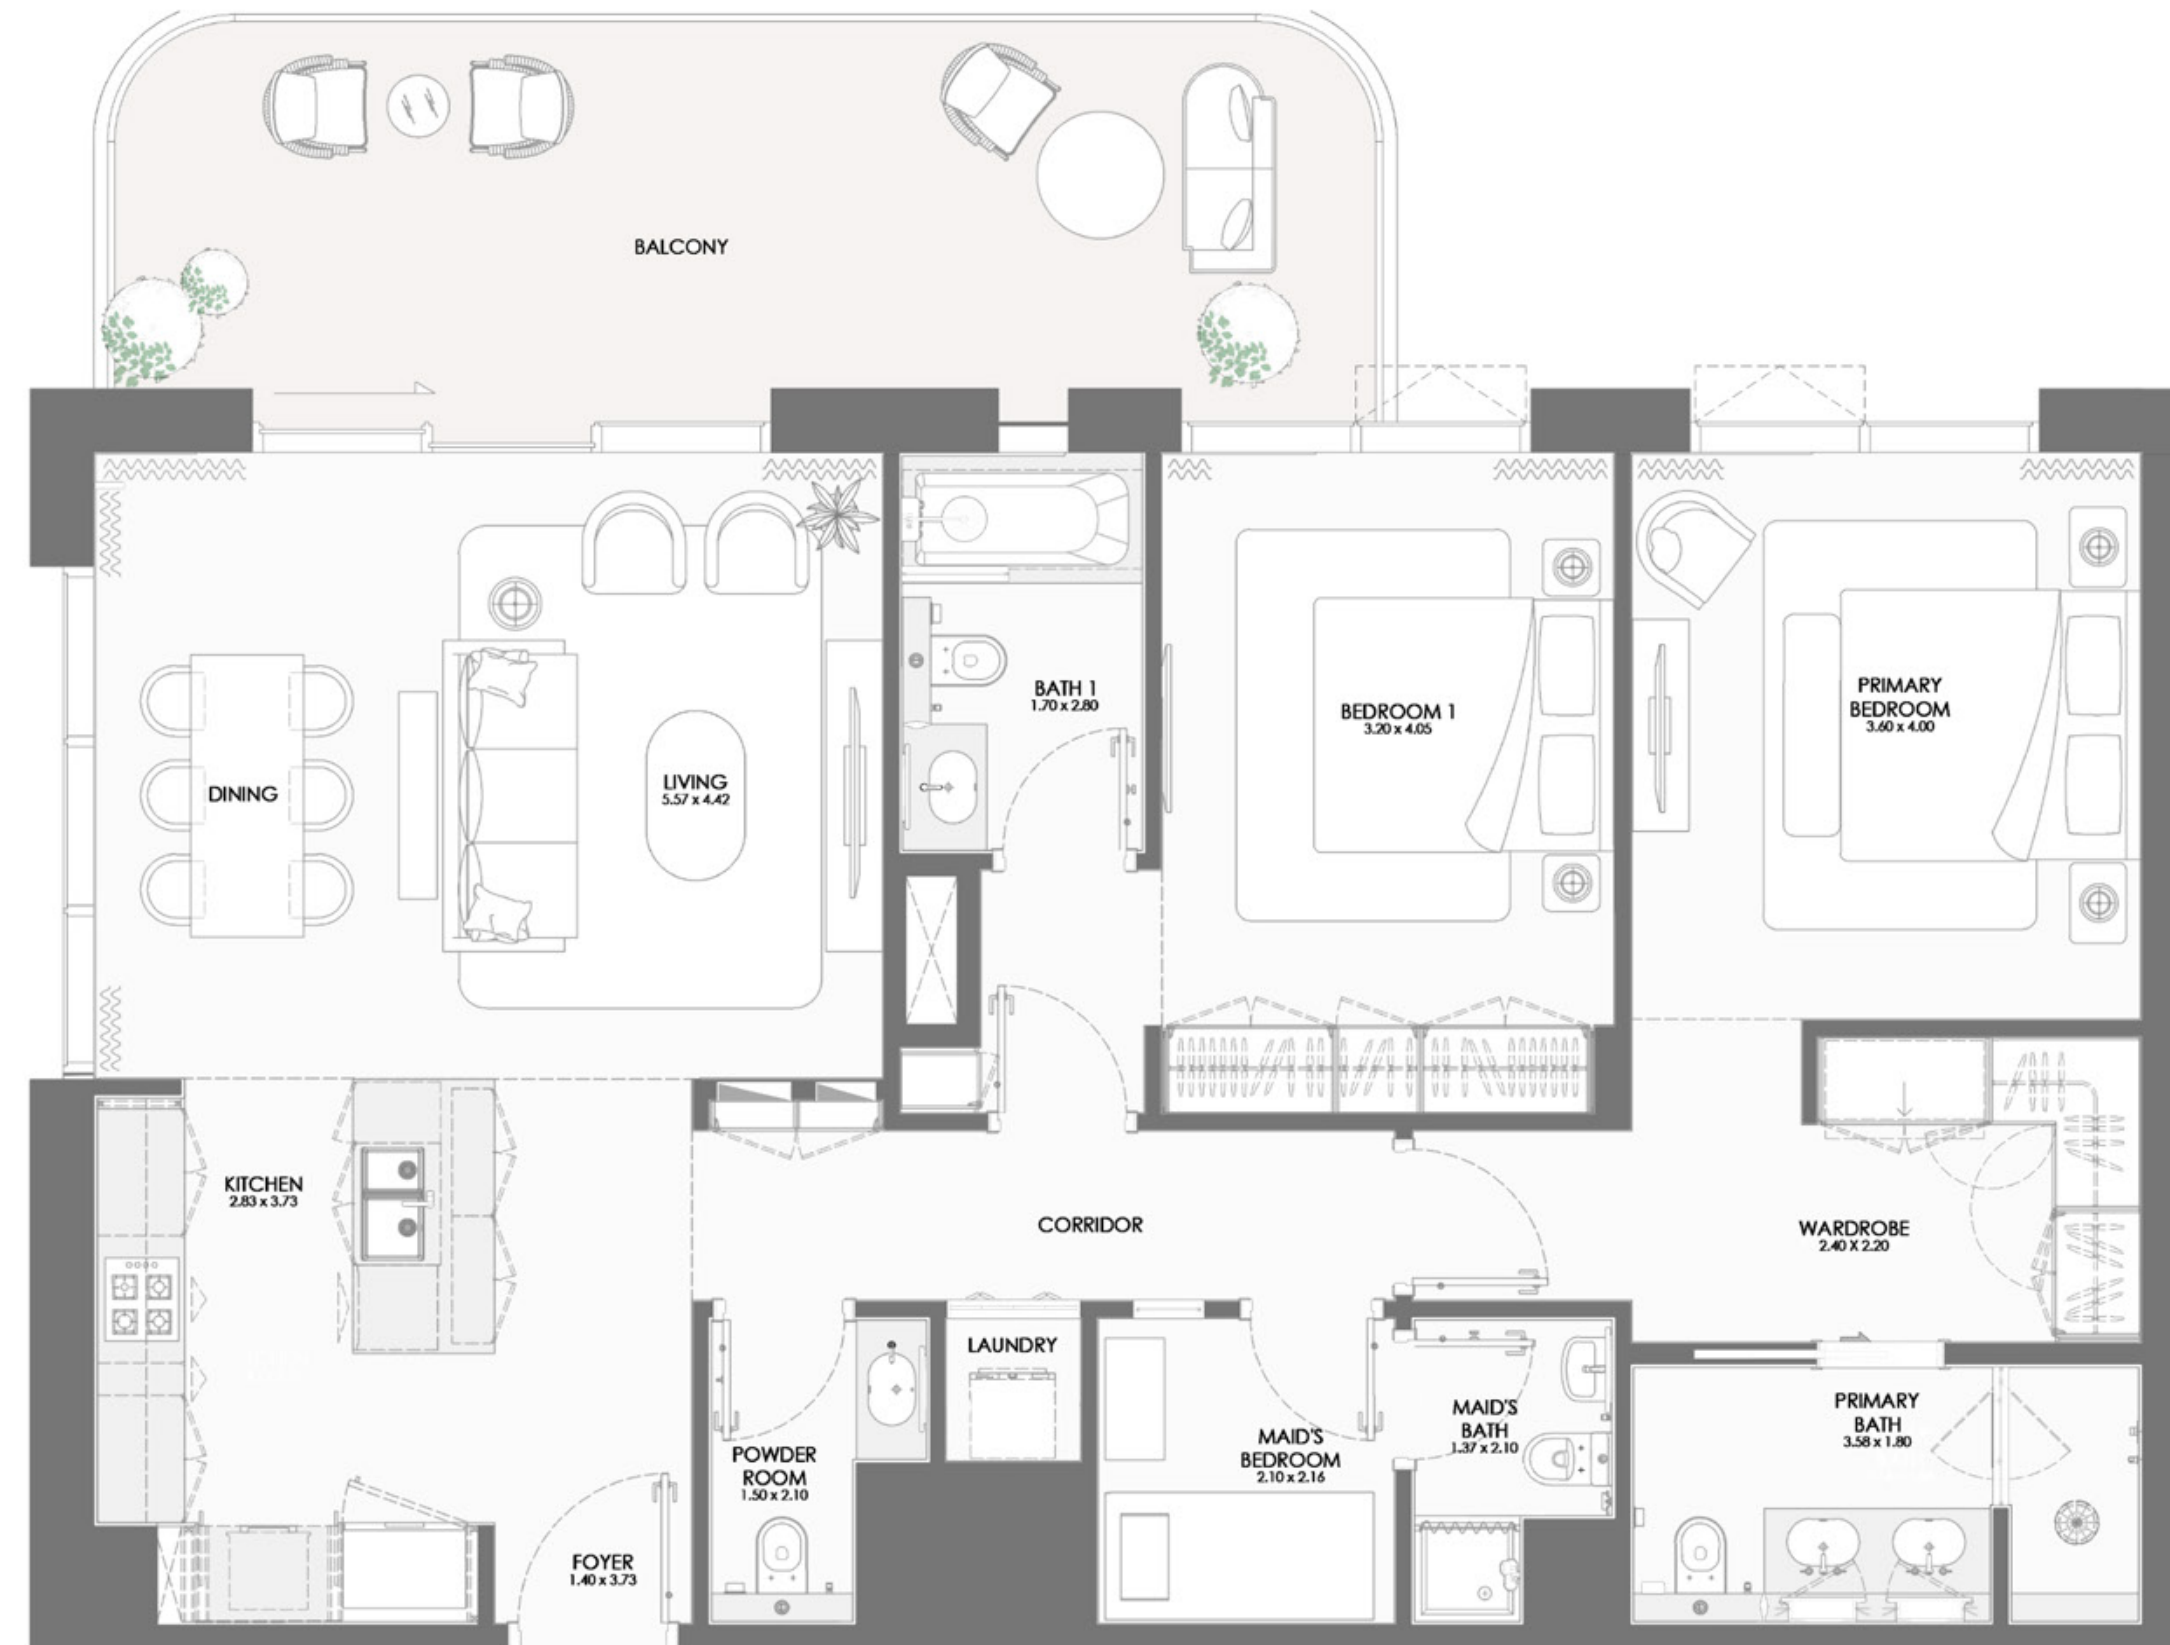 BALCONY
BATH 1
1.70 x 2.80
BEDROOM 1
3.20 x 4.05
PRIMARY
BEDROOM
3.60 x 4.00
DINING
LIVING
5.57 x 4.42
KITCHEN
2.83 x 3.73
CORRIDOR
WARDROBE
2.40 X 2.20
LAUNDRY
POWDER
ROOM
1.50 x 2.10
MAID'S
BEDROOM
2.10 x 2.16
MAID'S
BATH
1.37 x 2.10
PRIMARY
BATH
3.58 x 1.80
FOYER
1.40 x 3.73